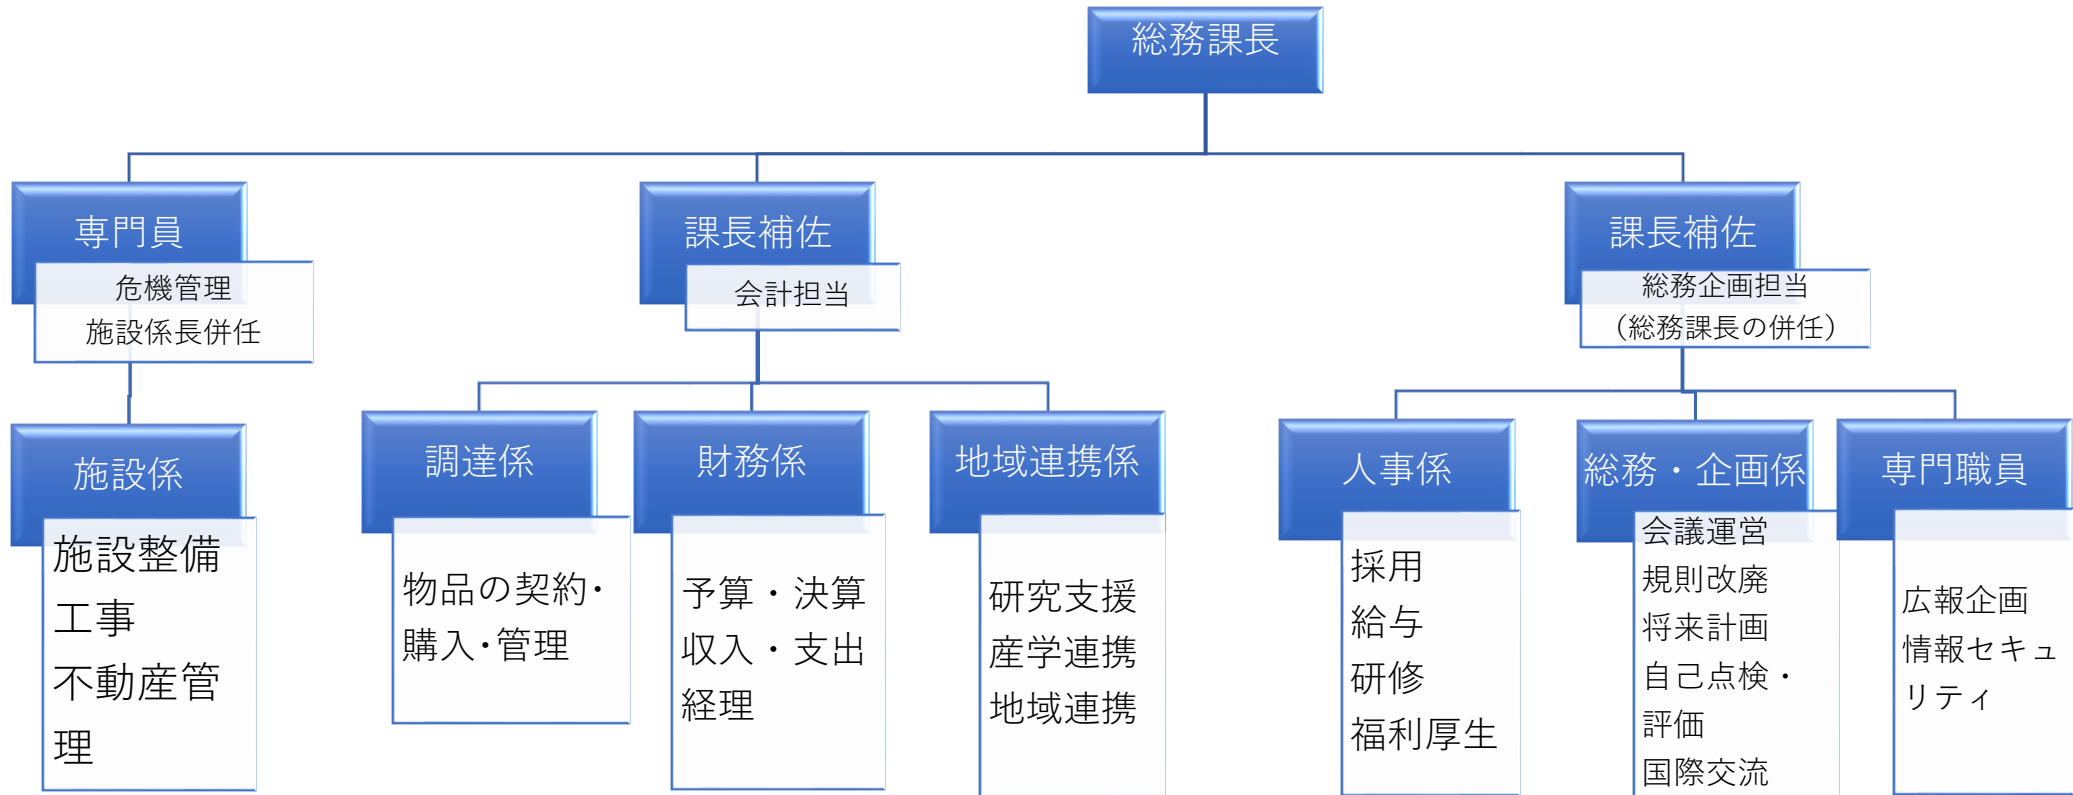 総務課長
専門員
危機管理
施設係長併任
課長補佐
会計担当
課長補佐
総務企画担当
（総務課長の併任）
施設係
施設整備
工事
不動産管
理
調達係
物品の契約・
購入・管理
財務係
予算・決算
収入・支出
経理
地域連携係
研究支援
産学連携
地域連携
人事係
採用
給与
研修
福利厚生
総務・企画係
会議運営
規則改廃
将来計画
自己点検・
評価
国際交流
専門職員
広報企画
情報セキュ
リティ